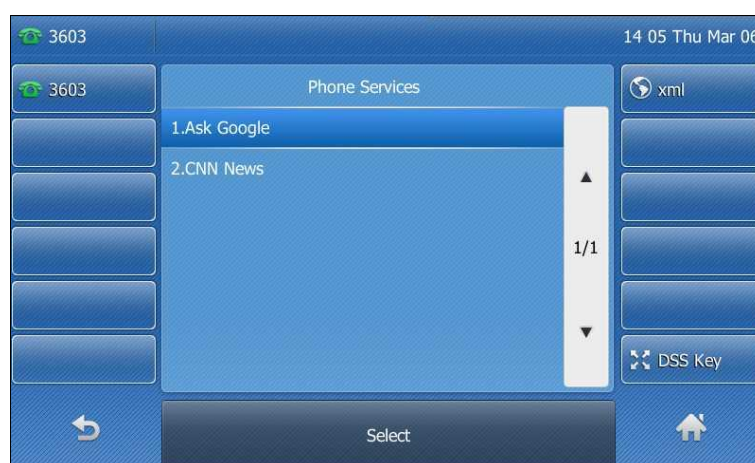 3603
14 05 Thu Mar 06
3603
Phone Services
xml
1.Ask Google
2.CNN News
1/1
DSS Key
Select